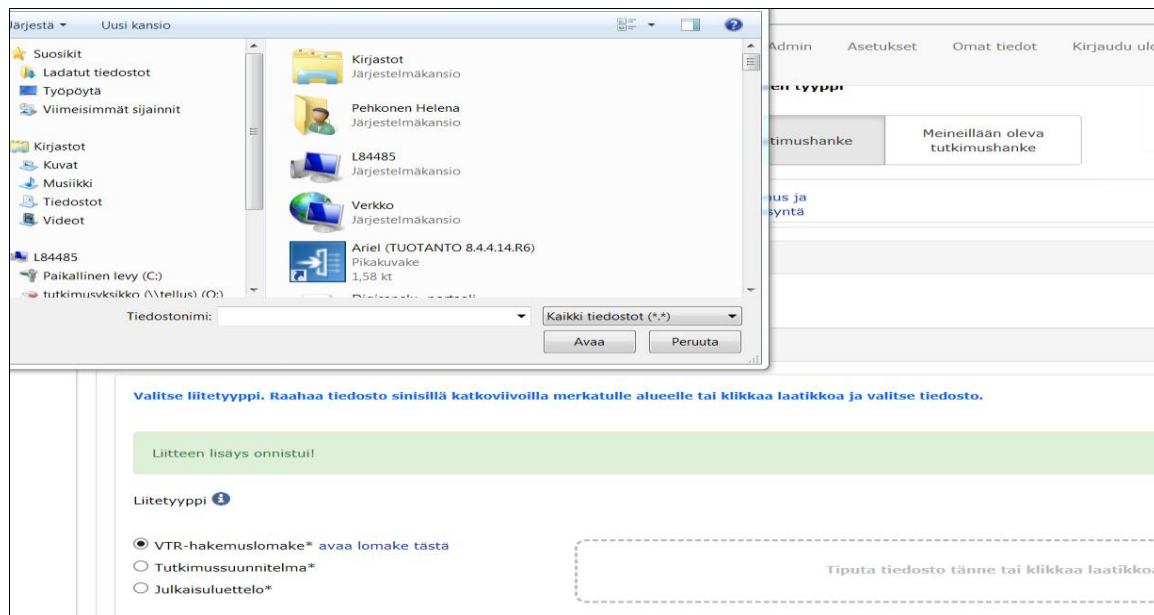 Järjestä
Uusi kansio
Suosikit
Ladatut tiedostot
Työpöytä
Viimeisimmät sijainnit
Kirjastot
Kuvat
Musiikki
Tiedostot
Videot
L84485
Paikallinen levy (C:)
tutkimusyksikko (\\tellus) (O:)
Kirjastot
Järjestelmäkansio
Pehkonen Helena
Järjestelmäkansio
L84485
Järjestelmäkansio
Verkko
Järjestelmäkansio
Ariel (TUOTANTO 8.4.4.14.R6)
Pikakuvake
1,58 kt
Tiedostonimi:
Kaikki tiedostot (*.*)
Avaa
Peruuta
Admin
Asetukset
Omat tiedot
Kirjaudu ulo
en tyyppi
timushanke
Meineillään oleva
tutkimushanke
us ja
syntä
Valitse liitetyyppi. Raahaa tiedosto sinisillä katkoviivoilla merkatulle alueelle tai klikkaa laatikkoa ja valitse tiedosto.
Liitteen lisäys onnistui!
Liitetyyppi
VTR-hakemuslomake* avaa lomake tästä
Tutkimussuunnitelma*
Julkaisuluettelo*
Tiputa tiedosto tänne tai klikkaa laatikkoa